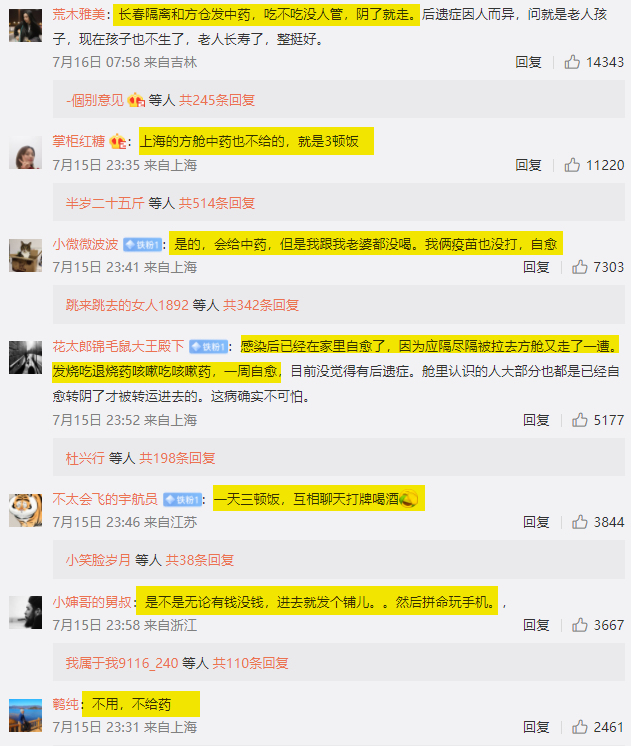 荒木雅美：长春隔离和方仓发中药，吃不吃没人管，阴了就走。后遗症因人而异，问就是老人孩
子，现在孩子也不生了，老人长寿了，整挺好。
7月16日 07:58 来自吉林 回复 14343
-個别意见 等人 共245条回复
掌柜红糖：上海的方舱中药也不给的，就是3顿饭
7月15日 23:35 来自上海 回复 11220
半岁二十五斤 等人 共514条回复
小微微波波 铁粉1：是的，会给中药，但是我跟我老婆都没喝。我俩疫苗也没打，自愈
7月15日 23:41 来自上海 回复 7303
跳来跳去的女人1892 等人 共342条回复
花太郎锦毛鼠大王殿下 铁粉1：感染后已经在家里自愈了，因为应隔尽隔被拉去方舱又走了一遭。
发烧吃退烧药咳嗽吃咳嗽药，一周自愈，目前没觉得有后遗症。舱里认识的人大部分也都是已经自
愈转阴了才被转运进去的。这病确实不可怕。
7月15日 23:52 来自上海 回复 5177
杜兴行 等人 共198条回复
不太会飞的宇航员 铁粉1：一天三顿饭，互相聊天打牌喝酒
7月15日 23:46 来自江苏 回复 3844
小笑脸岁月 等人 共38条回复
小婶哥的舅叔：是不是无论有钱没钱，进去就发个铺儿。。然后拼命玩手机。，
7月15日 23:58 来自浙江 回复 3667
我属于我9116_240 等人 共110条回复
鹌纯：不用，不给药
7月15日 23:31 来自上海 回复 2461